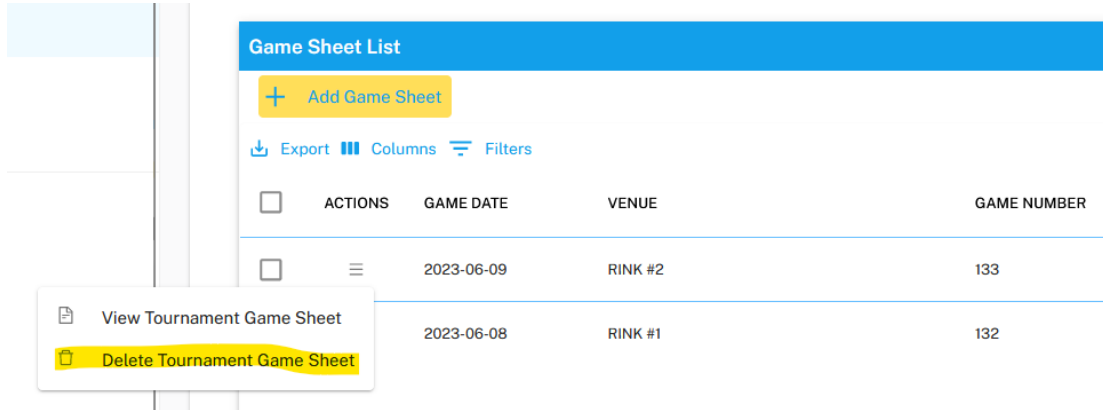 Game Sheet List
Add Game Sheet
Export Columns Filters
ACTIONS GAME DATE VENUE GAME NUMBER
2023-06-09 RINK #2 133
View Tournament Game Sheet
2023-06-08 RINK #1 132
Delete Tournament Game Sheet